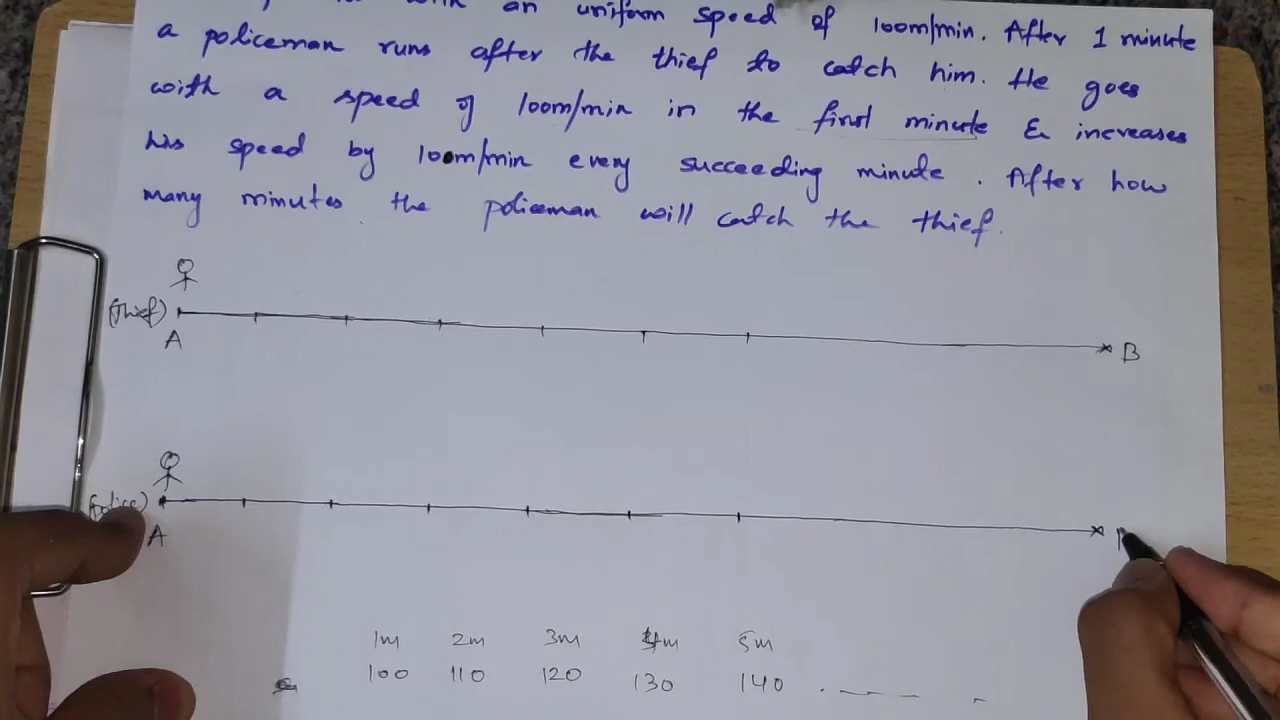 with an uniform speed of 100m/min. After 1 minute
a policeman runs after the thief to catch him. He goes
with a speed of 100m/min in the first minute & increases
his speed by 10m/min every succeeding minute. After how
many minutes the policeman will catch the thief.
(thief)
A
B
(police)
A
1m 2m 3m 4m 5m
100 110 120 130 140